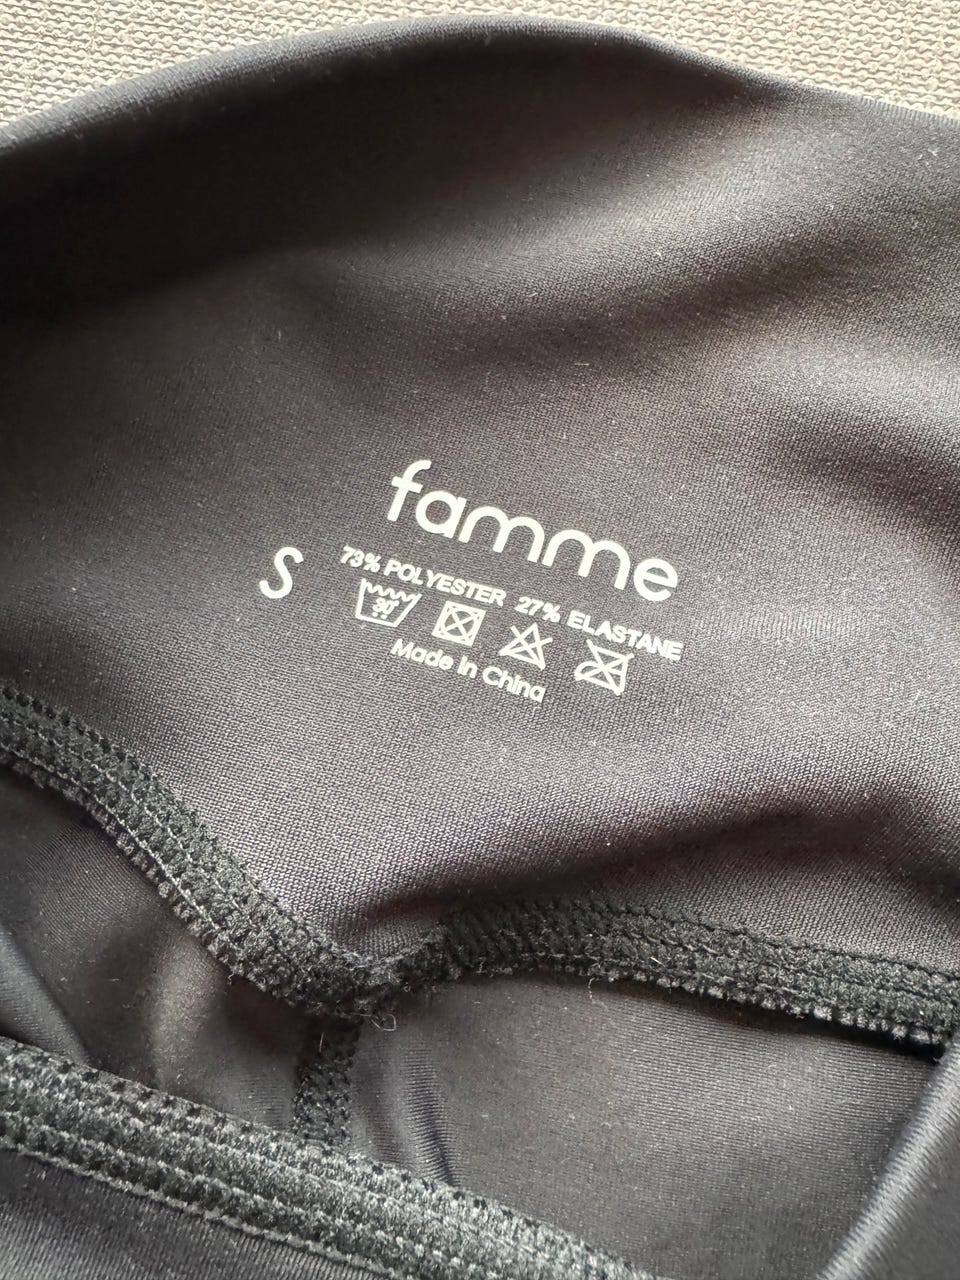 famme
S
73% POLYESTER 27% ELASTANE
30°
Made In China